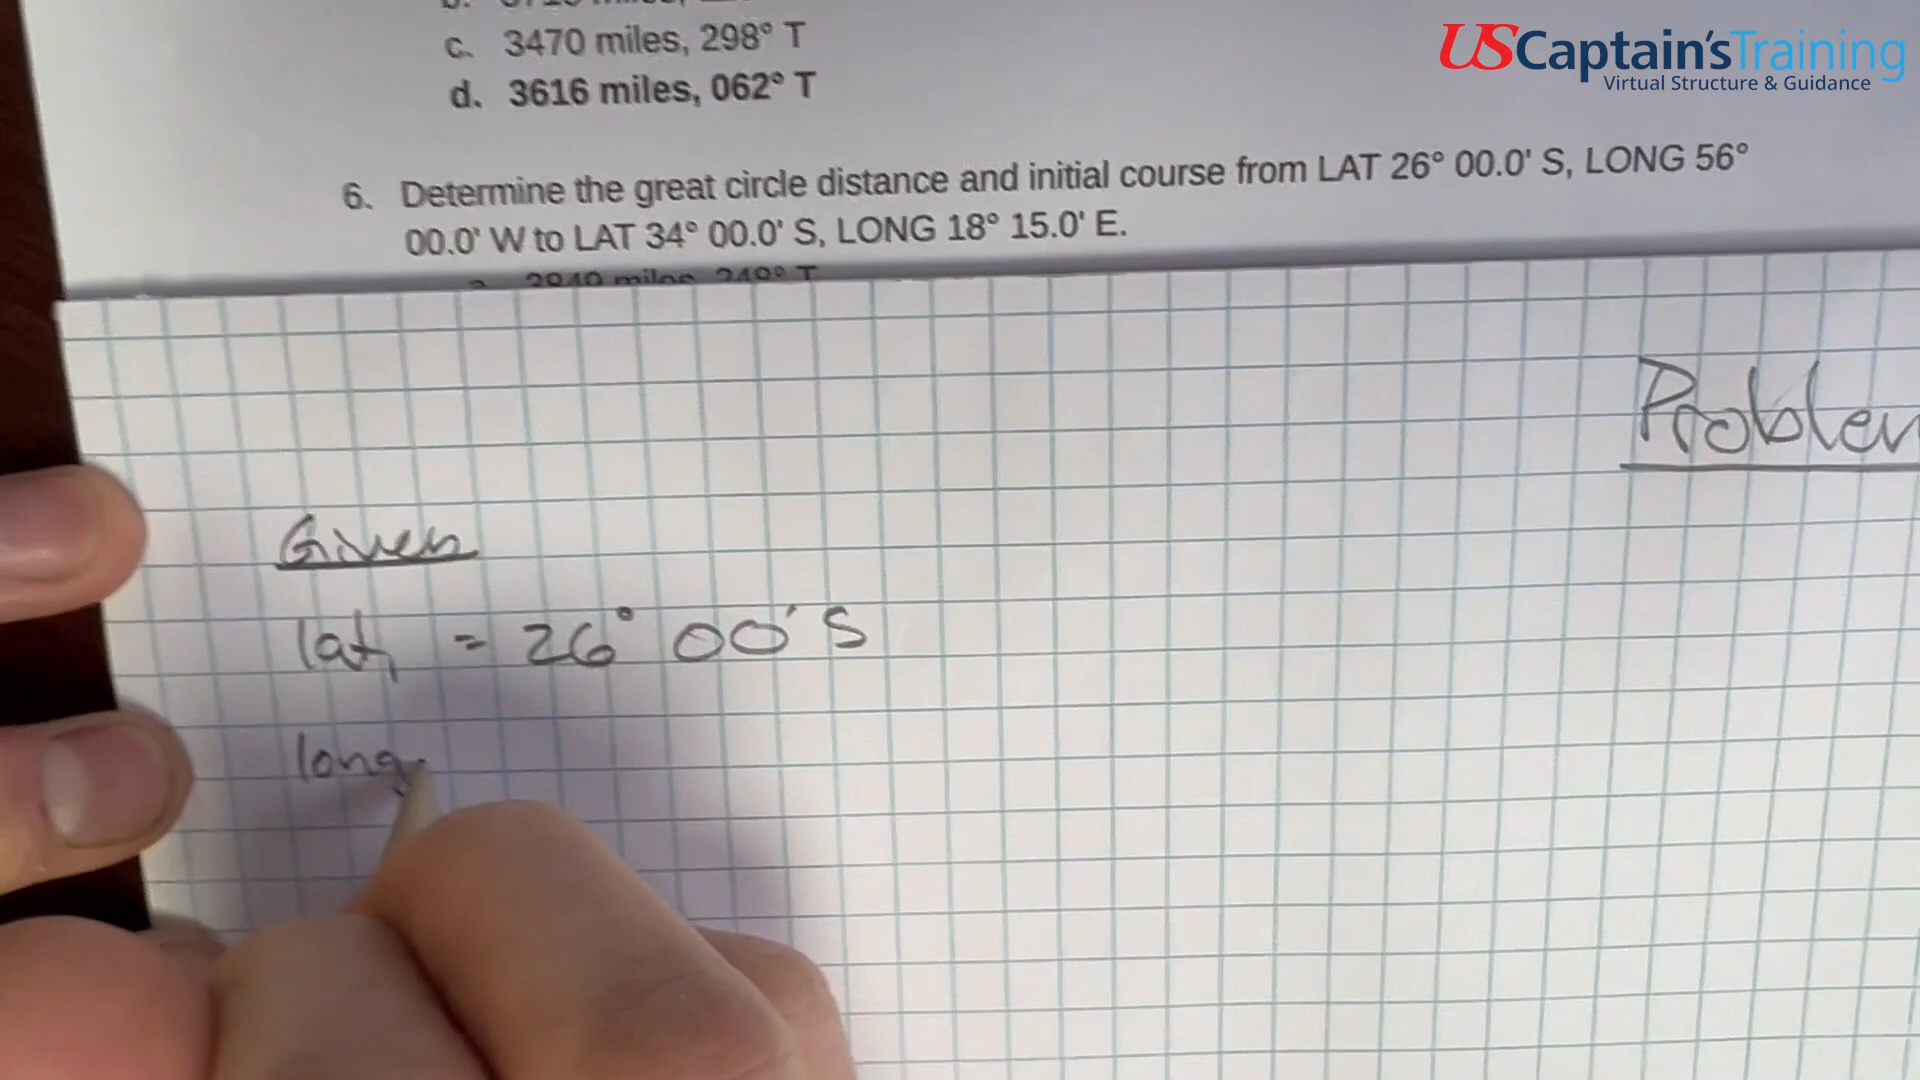 USCaptain'sTraining
Virtual Structure & Guidance
c. 3470 miles, 298° T
d. 3616 miles, 062° T
6. Determine the great circle distance and initial course from LAT 26° 00.0' S, LONG 56°
00.0' W to LAT 34° 00.0' S, LONG 18° 15.0' E.
Given
lat₁ = 26° 00' S
long